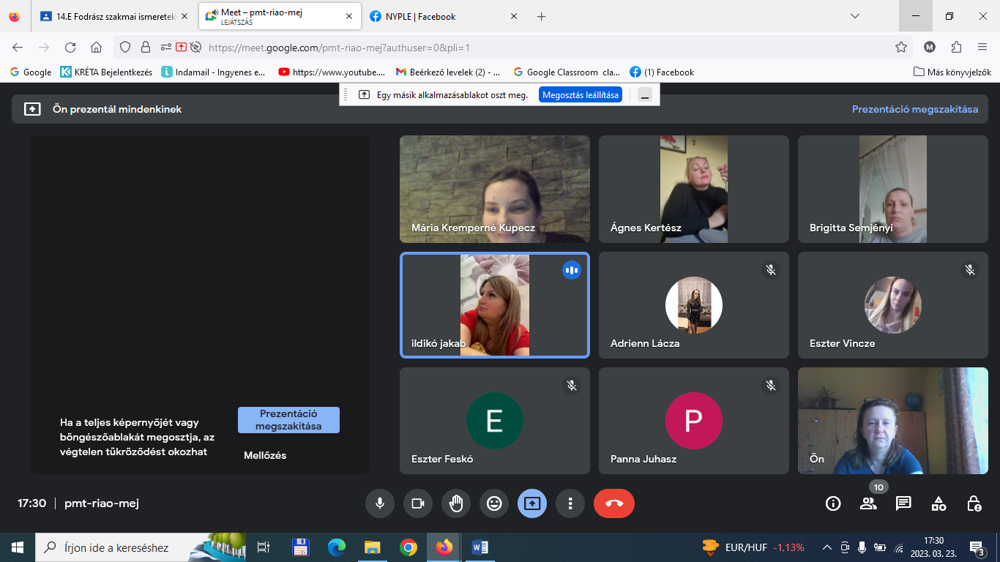 14.E Fodrász szakmai ismeretek-
Meet – pmt-riao-mej
LEJÁTSZÁS
NYPLE | Facebook
https://meet.google.com/pmt-riao-mej?authuser=0&pli=1
M
Google
KRÉTA Bejelentkezés
Indamail - Ingyenes e...
https://www.youtube....
Beérkező levelek (2) - ...
Google Classroom cla...
(1) Facebook
Más könyvjelzők
Egy másik alkalmazásablakot oszt meg.
Megosztás leállítása
Ön prezentál mindenkinek
Prezentáció megszakítása
Mária Kremperné Kupecz
Ágnes Kertész
Brigitta Semjényi
ildikó jakab
Adrienn Lácza
Eszter Vincze
Ha a teljes képernyőjét vagy
böngészőablakát megosztja, az
végtelen tükröződést okozhat
Prezentáció
megszakítása
Mellőzés
E
Eszter Feskó
P
Panna Juhasz
Ön
17:30 | pmt-riao-mej
10
Írjon ide a kereséshez
EUR/HUF -1,13%
17:30
2023. 03. 23.
3